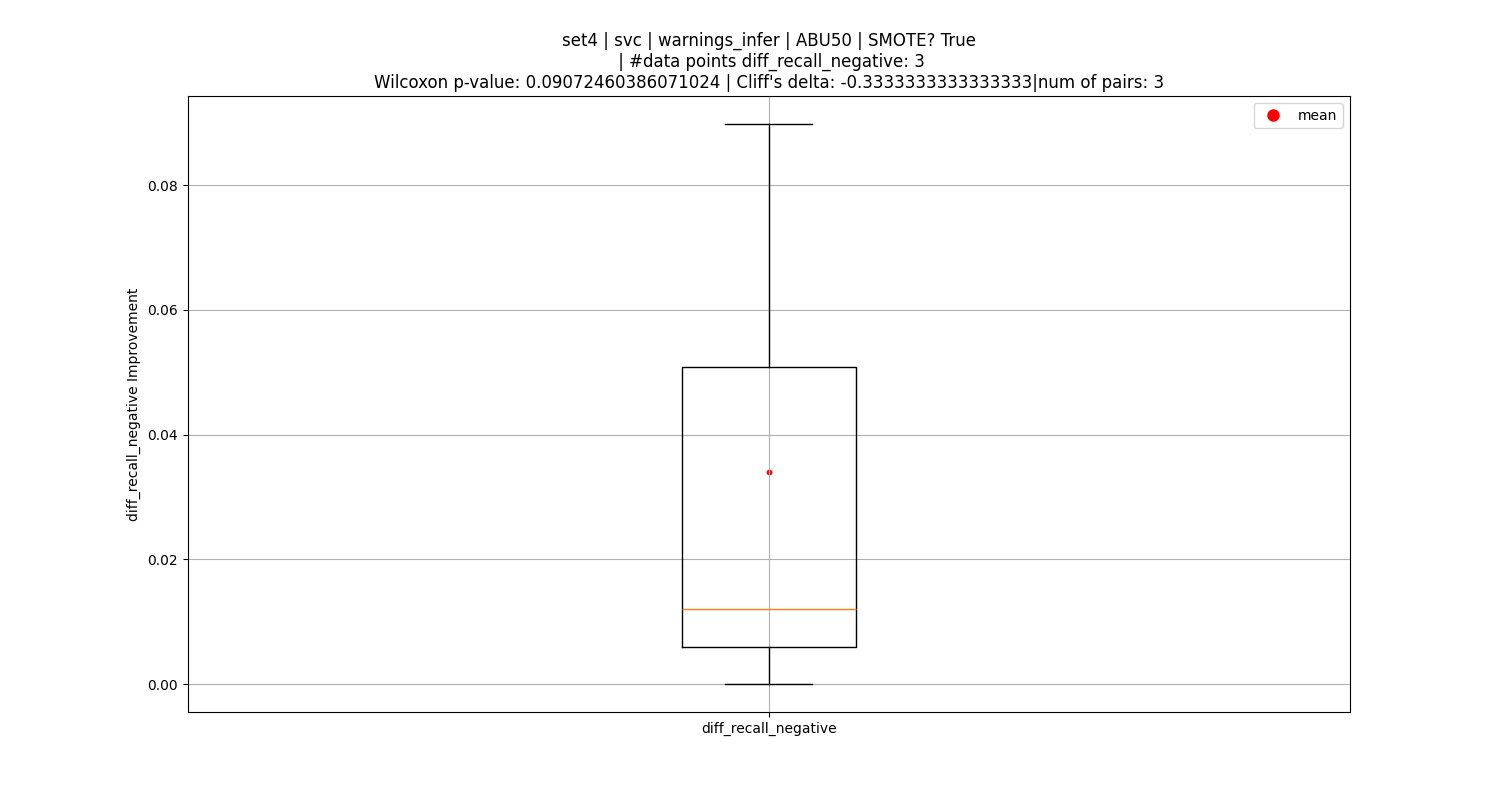 set4 | svc | warnings_infer | ABU50 | SMOTE? True
| #data points diff_recall_negative: 3
Wilcoxon p-value: 0.09072460386071024 | Cliff's delta: -0.3333333333333333|num of pairs: 3
mean
0.08
0.06
0.04
0.02
0.00
diff_recall_negative Improvement
diff_recall_negative